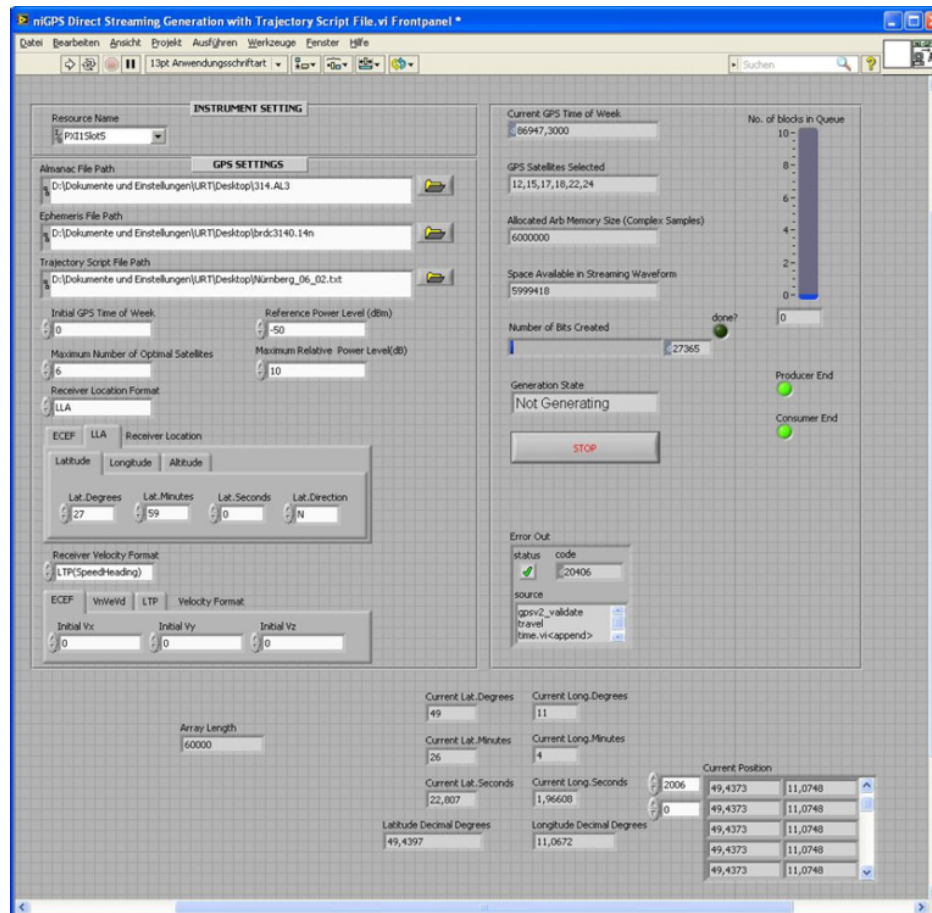 niGPS Direct Streaming Generation with Trajectory Script File.vi Frontpanel *
Datei Bearbeiten Ansicht Projekt Ausführen Werkzeuge Fenster Hilfe
13pt Anwendungsschriftart
Suchen
INSTRUMENT SETTING
Resource Name
PXI1Slot5
GPS SETTINGS
Almanac File Path
D:\Dokumente und Einstellungen\URT\Desktop\314.AL3
Ephemeris File Path
D:\Dokumente und Einstellungen\URT\Desktop\brdc3140.14n
Trajectory Script File Path
D:\Dokumente und Einstellungen\URT\Desktop\Nürnberg_06_02.txt
Initial GPS Time of Week
0
Reference Power Level (dBm)
-50
Maximum Number of Optimal Satellites
6
Maximum Relative Power Level(dB)
10
Receiver Location Format
LLA
ECEF LLA Receiver Location
Latitude Longitude Altitude
Lat.Degrees Lat.Minutes Lat.Seconds Lat.Direction
27 59 0 N
Receiver Velocity Format
LTP(SpeedHeading)
ECEF VnVeVd LTP Velocity Format
Initial Vx Initial Vy Initial Vz
0 0 0
Current GPS Time of Week
86947,3000
GPS Satellites Selected
12,15,17,18,22,24
Allocated Arb Memory Size (Complex Samples)
6000000
Space Available in Streaming Waveform
5999418
Number of Bits Created
27365
done?
No. of blocks in Queue
10
8
6
4
2
0
0
Generation State
Not Generating
Producer End
Consumer End
STOP
Error Out
status code
20406
source
gpsv2_validate
travel
time.vi<append>
Array Length
60000
Current Lat.Degrees Current Long.Degrees
49 11
Current Lat.Minutes Current Long.Minutes
26 4
Current Lat.Seconds Current Long.Seconds
22,807 1,96608
Latitude Decimal Degrees Longitude Decimal Degrees
49,4397 11,0672
Current Position
2006
0
49,4373 11,0748
49,4373 11,0748
49,4373 11,0748
49,4373 11,0748
49,4373 11,0748